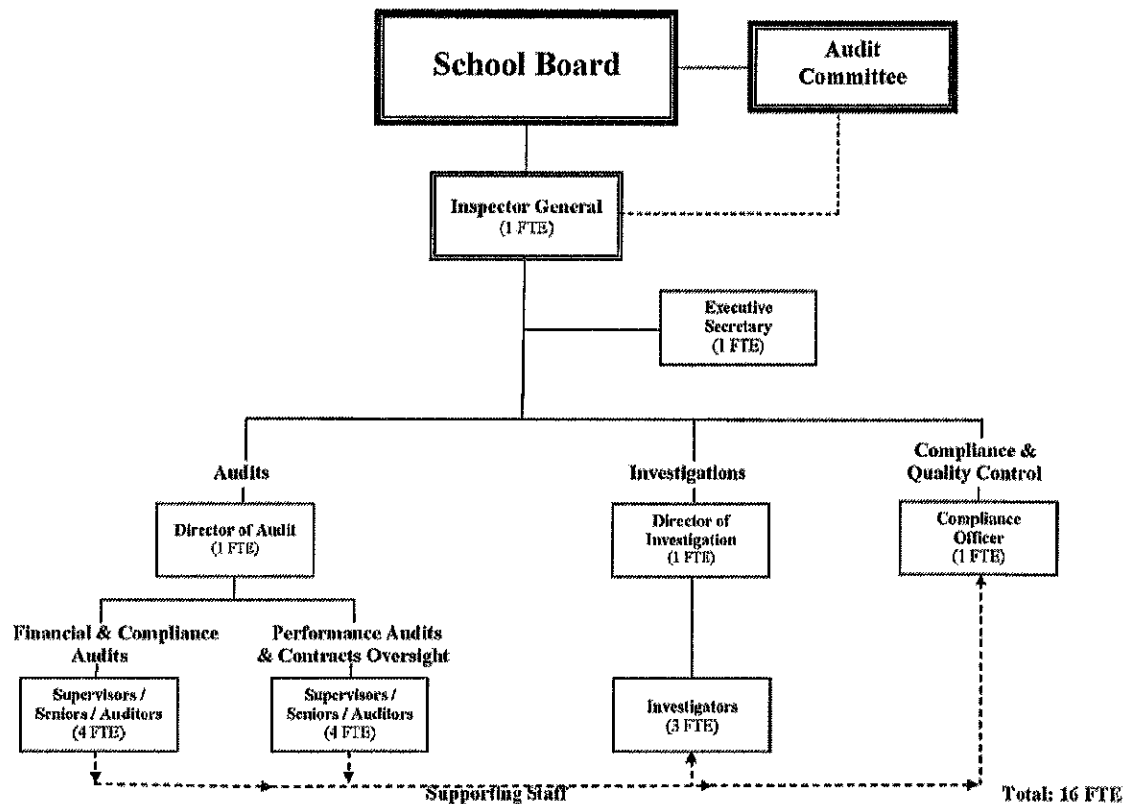 School Board
Audit
Committee
Inspector General
(1 FTE)
Executive
Secretary
(1 FTE)
Audits
Investigations
Compliance &
Quality Control
Director of Audit
(1 FTE)
Director of
Investigation
(1 FTE)
Compliance
Officer
(1 FTE)
Financial & Compliance
Audits
Performance Audits
& Contracts Oversight
Supervisors /
Seniors / Auditors
(4 FTE)
Supervisors /
Seniors / Auditors
(4 FTE)
Investigators
(3 FTE)
Supporting Staff
Total: 16 FTE